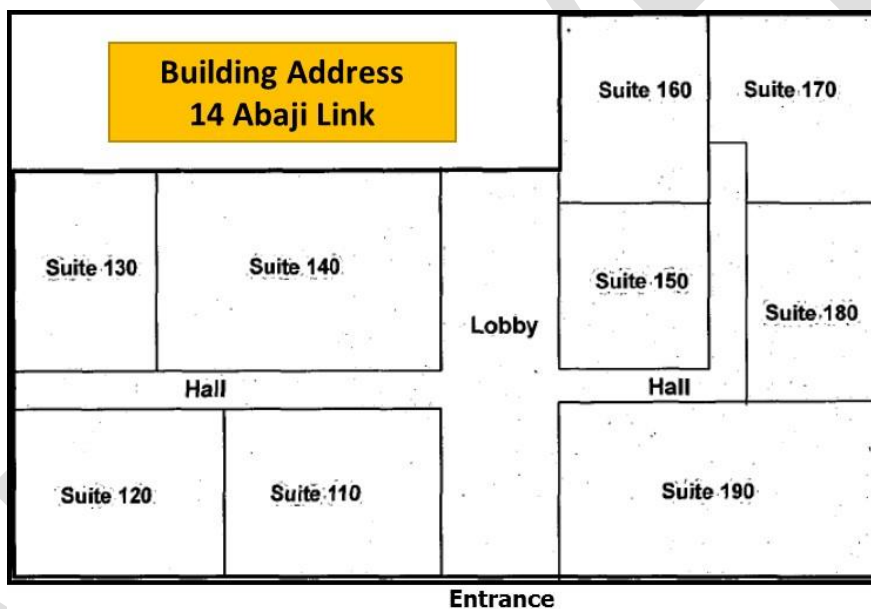 Building Address
14 Abaji Link
Suite 160
Suite 170
Suite 130
Suite 140
Suite 150
Suite 180
Lobby
Hall
Hall
Suite 120
Suite 110
Suite 190
Entrance